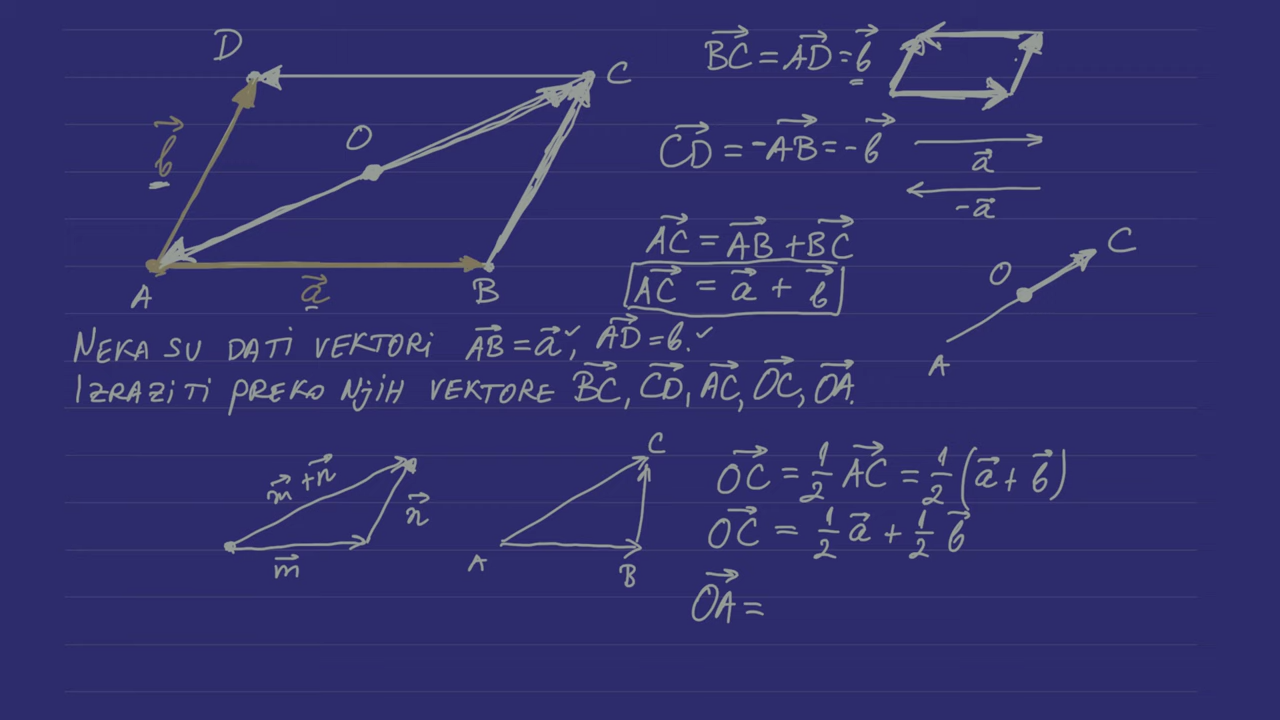 D
C
O
b⃗
A
a⃗
B
BC⃗ = AD⃗ = b⃗
CD⃗ = -AB⃗ = -b⃗
a⃗
-a⃗
AC⃗ = AB⃗ + BC⃗
AC⃗ = a⃗ + b⃗
O
C
A
NEKA SU DATI VEKTORI AB⃗ = a⃗, AD⃗ = b⃗.
IZRAZITI PREKO NJIH VEKTORE BC⃗, CD⃗, AC⃗, OC⃗, OA⃗.
m⃗ + n⃗
n⃗
m⃗
C
A
B
OC⃗ = 1/2 AC⃗ = 1/2 (a⃗ + b⃗)
OC⃗ = 1/2 a⃗ + 1/2 b⃗
OA⃗ =